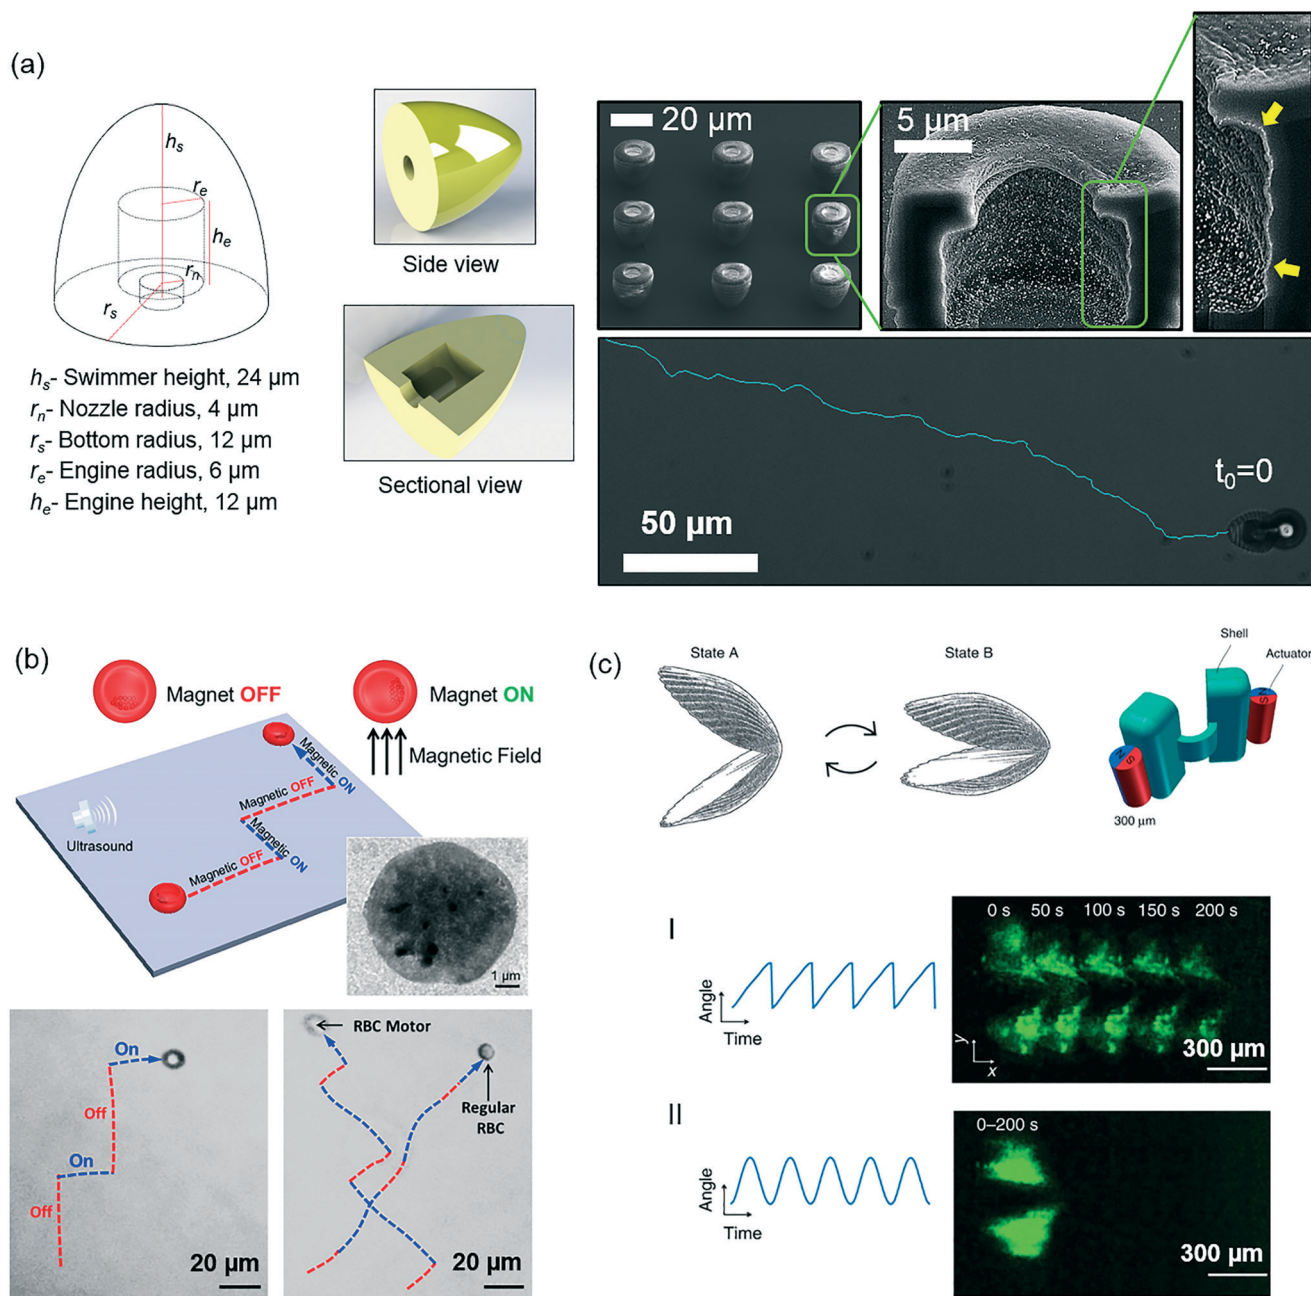 (a)
hs
re
he
rn
rs
hs- Swimmer height, 24 µm
rn- Nozzle radius, 4 µm
rs- Bottom radius, 12 µm
re- Engine radius, 6 µm
he- Engine height, 12 µm
Side view
Sectional view
20 µm
5 µm
t0=0
50 µm
(b)
Magnet OFF
Magnet ON
Magnetic Field
Magnetic ON
Magnetic OFF
Magnetic ON
Magnetic OFF
Ultrasound
1 µm
On
Off
On
Off
20 µm
RBC Motor
Regular
RBC
20 µm
(c)
State A
State B
Shell
Actuator
N
S
S
N
300 µm
I
Angle
Time
0 s 50 s 100 s 150 s 200 s
y
x
300 µm
II
Angle
Time
0–200 s
300 µm